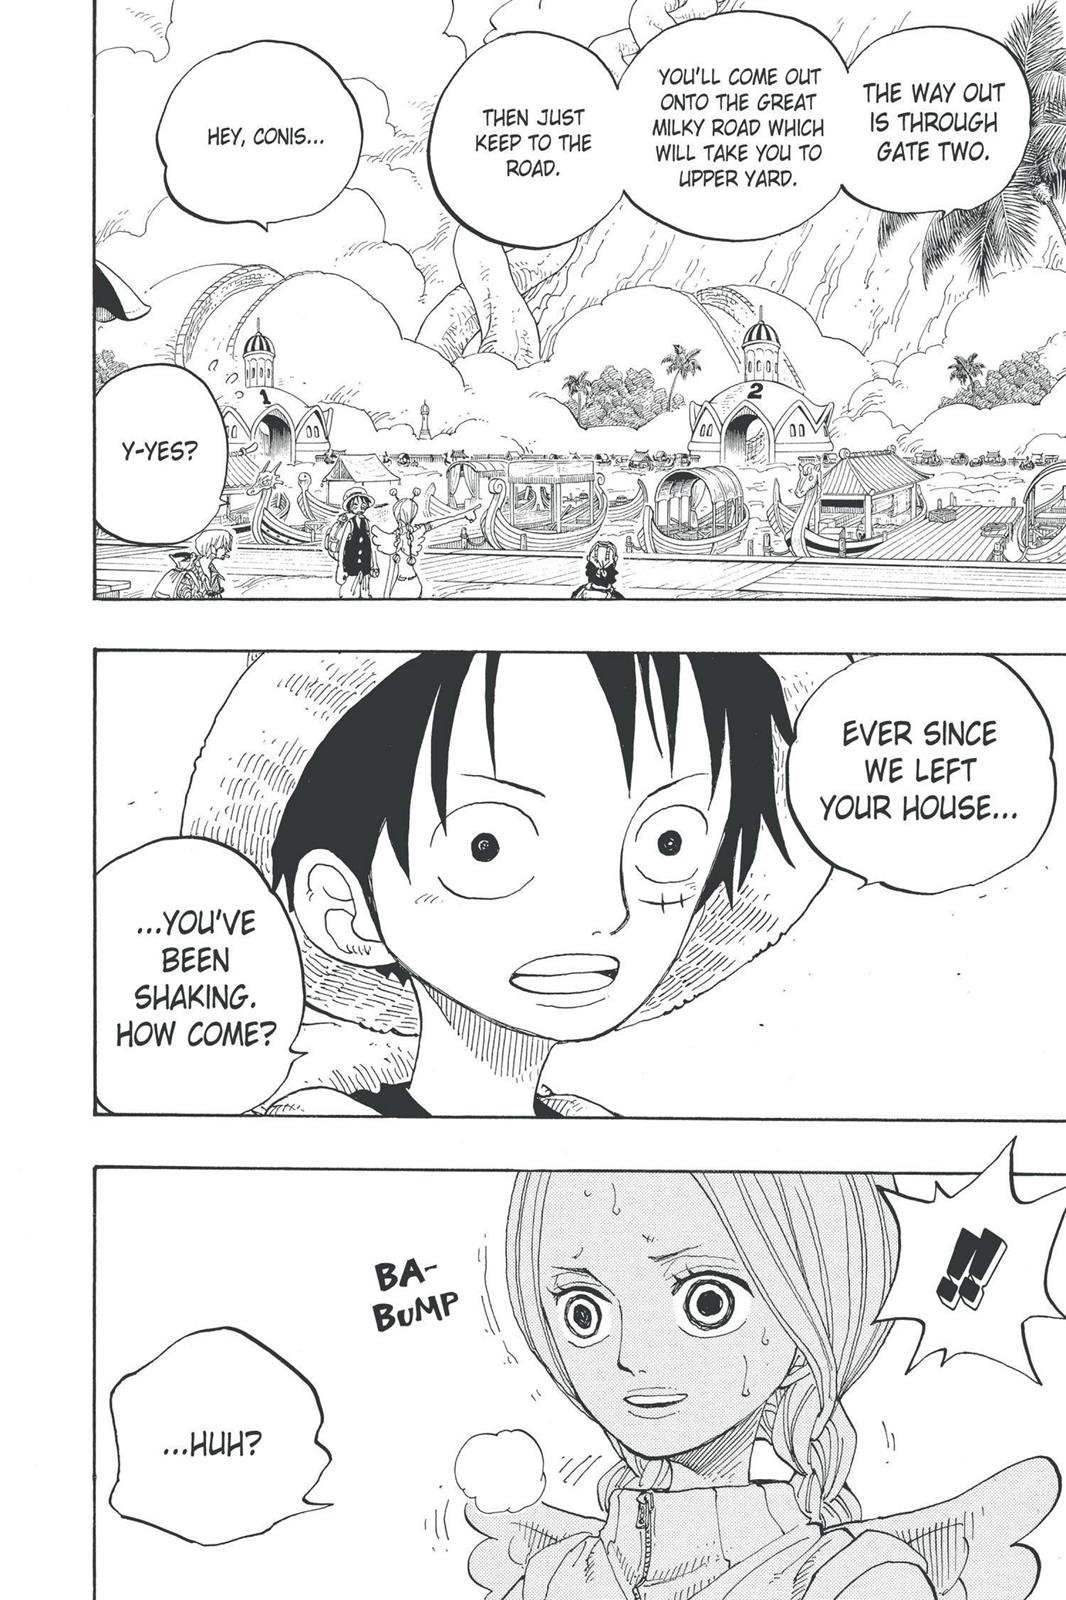 THE WAY OUT
IS THROUGH
GATE TWO.
YOU'LL COME OUT
ONTO THE GREAT
MILKY ROAD WHICH
WILL TAKE YOU TO
UPPER YARD.
THEN JUST
KEEP TO THE
ROAD.
HEY, CONIS...
1
2
Y-YES?
EVER SINCE
WE LEFT
YOUR HOUSE...
...YOU'VE
BEEN
SHAKING.
HOW COME?
!!
BA-
BUMP
...HUH?